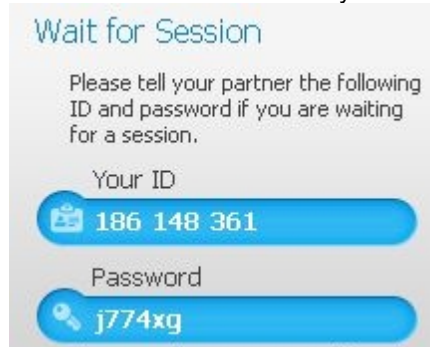 Wait for Session
Please tell your partner the following
ID and password if you are waiting
for a session.
Your ID
186 148 361
Password
j774xg